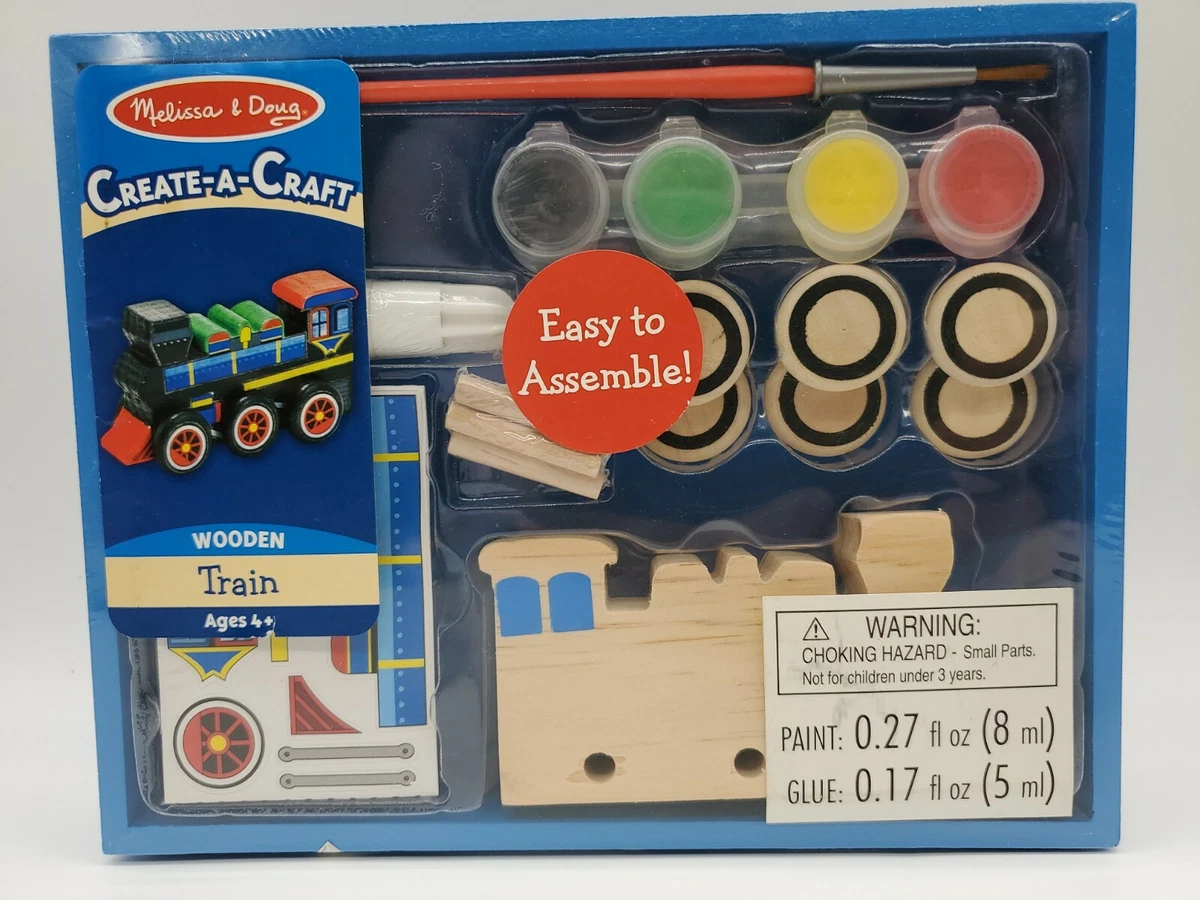 Melissa & Doug
CREATE-A-CRAFT
WOODEN
Train
Ages 4+
Easy to
Assemble!
WARNING:
CHOKING HAZARD - Small Parts.
Not for children under 3 years.
PAINT: 0.27 fl oz (8 ml)
GLUE: 0.17 fl oz (5 ml)